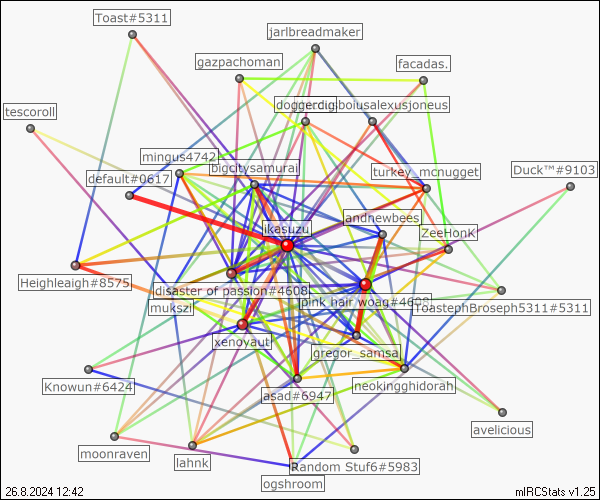 Toast#5311
jarlbreadmaker
gazpachoman
facadas.
tescoroll
doggerdigbolusalexusjoneus
mingus4742
bigcitysamurai
turkey_mcnugget
Duck™#9103
default#0617
ikasuzu
andnewbees
ZeeHonK
Heighleaigh#8575
disaster of passion#4608
pink hair woag#4608
mukszi
ToastephBroseph5311#5311
xenoyaut
gregor_samsa
Knowun#6424
asad#6947
neokingghidorah
avelicious
moonraven
lahnk
Random Stuf6#5983
ogshroom
26.8.2024 12:42
mIRCStats v1.25